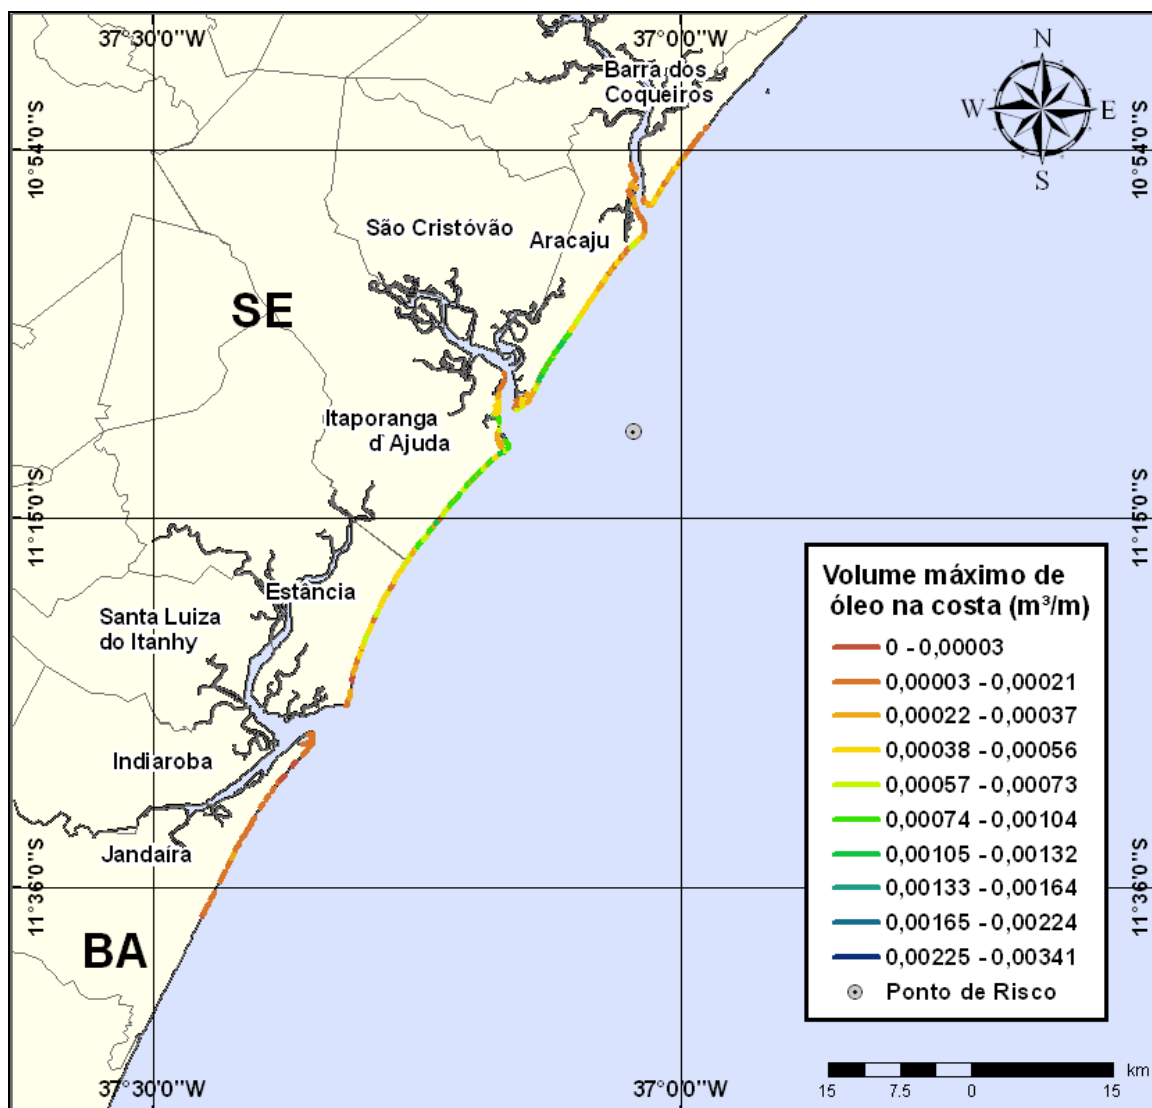 37°30'0"W
37°0'0"W
N
W
E
S
Barra dos
Coqueiros
10°54'0"S
10°54'0"S
São Cristóvão
Aracaju
SE
Itaporanga
d`Ajuda
11°15'0"S
11°15'0"S
Estância
Santa Luiza
do Itanhy
Indiaroba
Jandaíra
11°36'0"S
11°36'0"S
BA
Volume máximo de
óleo na costa (m³/m)
0 - 0,00003
0,00003 - 0,00021
0,00022 - 0,00037
0,00038 - 0,00056
0,00057 - 0,00073
0,00074 - 0,00104
0,00105 - 0,00132
0,00133 - 0,00164
0,00165 - 0,00224
0,00225 - 0,00341
Ponto de Risco
37°30'0"W
37°0'0"W
km
15 7.5 0 15